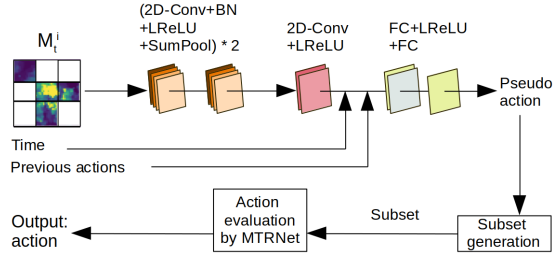 M_t^i
(2D-Conv+BN
+LReLU
+SumPool) * 2
2D-Conv
+LReLU
FC+LReLU
+FC
Pseudo
action
Time
Previous actions
Output:
action
Action
evaluation
by MTRNet
Subset
Subset
generation